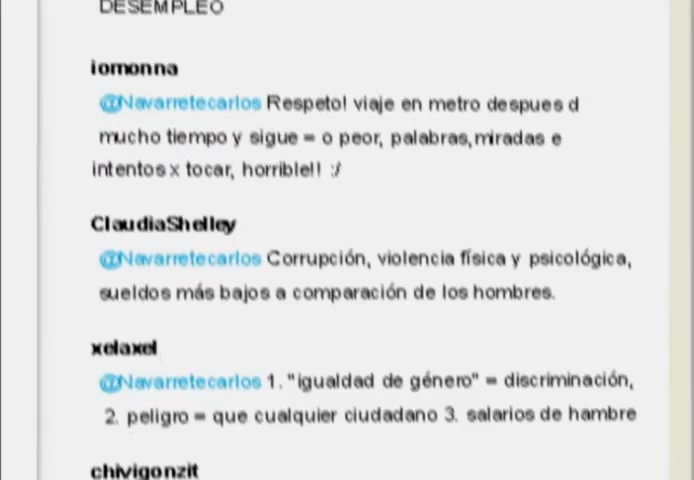 DESEMPLEO
iomonna
@Navarretecarlos Respeto! viaje en metro despues d
mucho tiempo y sigue = o peor, palabras,miradas e
intentos x tocar, horrible!! :/
ClaudiaShelley
@Navarretecarlos Corrupción, violencia física y psicológica,
sueldos más bajos a comparación de los hombres.
xelaxel
@Navarretecarlos 1. "igualdad de género" = discriminación,
2. peligro = que cualquier ciudadano 3. salarios de hambre
chivigonzit